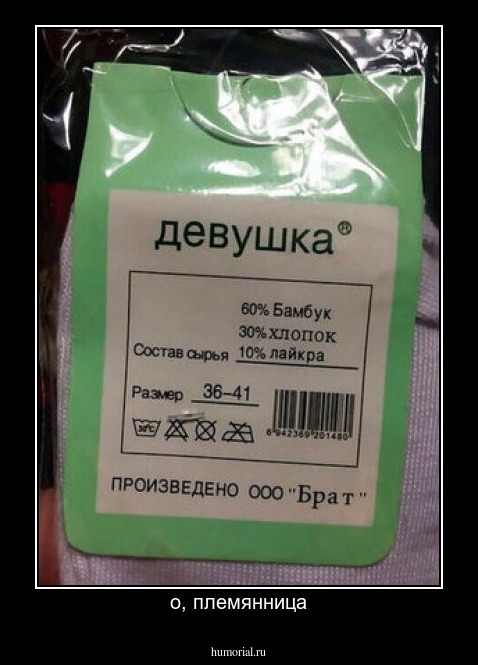 девушка®
60% Бамбук
30% хлопок
Состав сырья 10% лайкра
Размер 36–41
30°C
8 942369 201480
ПРОИЗВЕДЕНО ООО "Брат"
о, племянница
humorial.ru